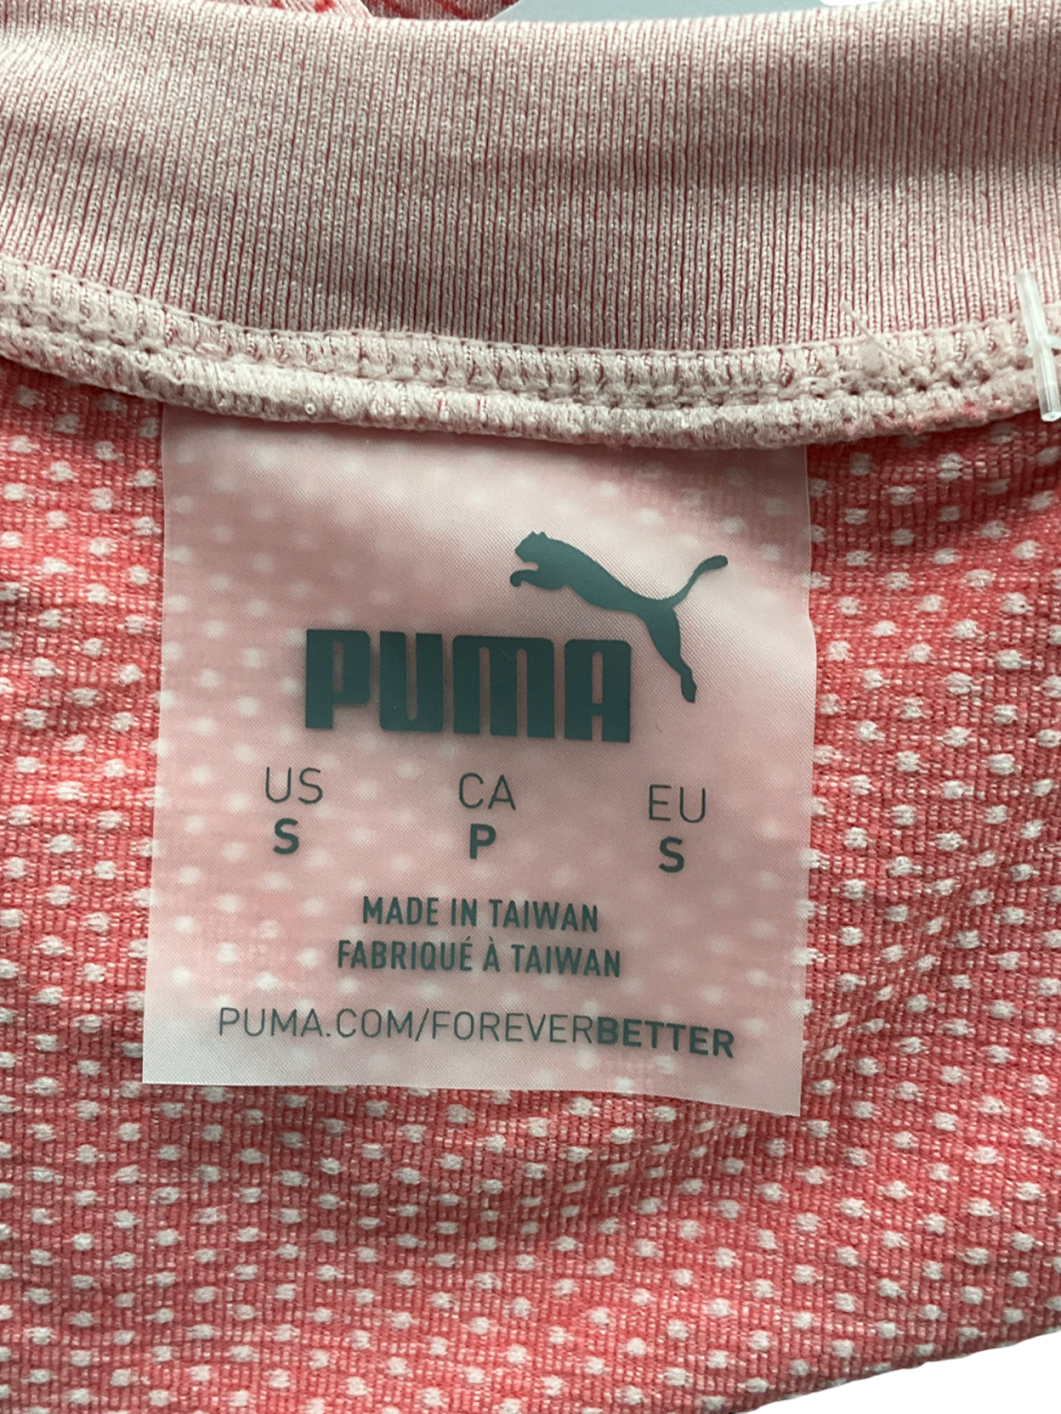 PUMA
US CA EU
S P S
MADE IN TAIWAN
FABRIQUÉ À TAIWAN
PUMA.COM/FOREVERBETTER